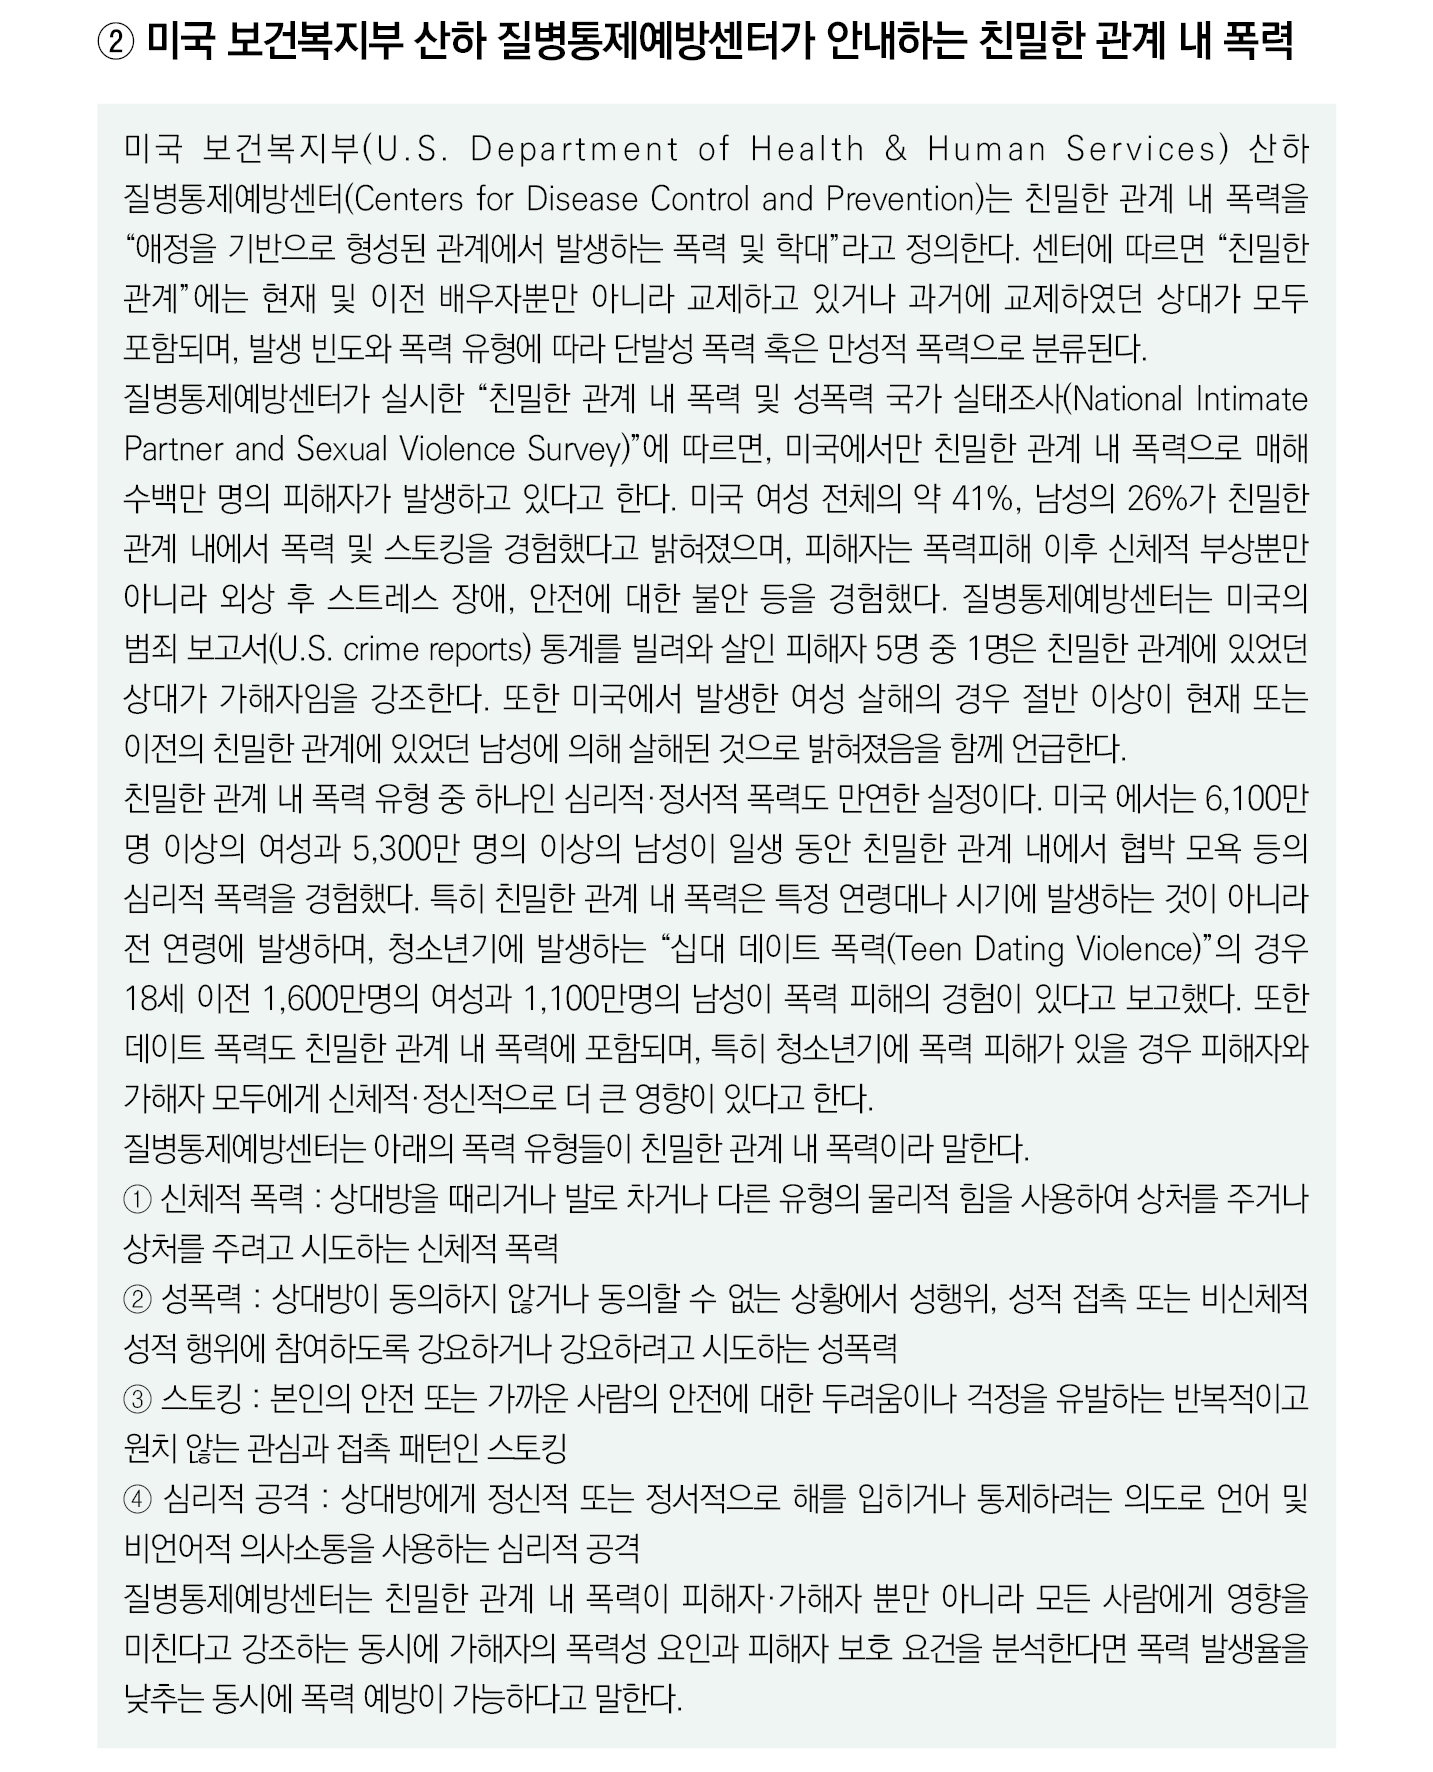 ② 미국 보건복지부 산하 질병통제예방센터가 안내하는 친밀한 관계 내 폭력
미국 보건복지부(U.S. Department of Health & Human Services) 산하
질병통제예방센터(Centers for Disease Control and Prevention)는 친밀한 관계 내 폭력을
“애정을 기반으로 형성된 관계에서 발생하는 폭력 및 학대”라고 정의한다. 센터에 따르면 “친밀한
관계”에는 현재 및 이전 배우자뿐만 아니라 교제하고 있거나 과거에 교제하였던 상대가 모두
포함되며, 발생 빈도와 폭력 유형에 따라 단발성 폭력 혹은 만성적 폭력으로 분류된다.
질병통제예방센터가 실시한 “친밀한 관계 내 폭력 및 성폭력 국가 실태조사(National Intimate
Partner and Sexual Violence Survey)”에 따르면, 미국에서만 친밀한 관계 내 폭력으로 매해
수백만 명의 피해자가 발생하고 있다고 한다. 미국 여성 전체의 약 41%, 남성의 26%가 친밀한
관계 내에서 폭력 및 스토킹을 경험했다고 밝혀졌으며, 피해자는 폭력피해 이후 신체적 부상뿐만
아니라 외상 후 스트레스 장애, 안전에 대한 불안 등을 경험했다. 질병통제예방센터는 미국의
범죄 보고서(U.S. crime reports) 통계를 빌려와 살인 피해자 5명 중 1명은 친밀한 관계에 있었던
상대가 가해자임을 강조한다. 또한 미국에서 발생한 여성 살해의 경우 절반 이상이 현재 또는
이전의 친밀한 관계에 있었던 남성에 의해 살해된 것으로 밝혀졌음을 함께 언급한다.
친밀한 관계 내 폭력 유형 중 하나인 심리적·정서적 폭력도 만연한 실정이다. 미국 에서는 6,100만
명 이상의 여성과 5,300만 명의 이상의 남성이 일생 동안 친밀한 관계 내에서 협박 모욕 등의
심리적 폭력을 경험했다. 특히 친밀한 관계 내 폭력은 특정 연령대나 시기에 발생하는 것이 아니라
전 연령에 발생하며, 청소년기에 발생하는 “십대 데이트 폭력(Teen Dating Violence)”의 경우
18세 이전 1,600만명의 여성과 1,100만명의 남성이 폭력 피해의 경험이 있다고 보고했다. 또한
데이트 폭력도 친밀한 관계 내 폭력에 포함되며, 특히 청소년기에 폭력 피해가 있을 경우 피해자와
가해자 모두에게 신체적·정신적으로 더 큰 영향이 있다고 한다.
질병통제예방센터는 아래의 폭력 유형들이 친밀한 관계 내 폭력이라 말한다.
① 신체적 폭력 : 상대방을 때리거나 발로 차거나 다른 유형의 물리적 힘을 사용하여 상처를 주거나
상처를 주려고 시도하는 신체적 폭력
② 성폭력 : 상대방이 동의하지 않거나 동의할 수 없는 상황에서 성행위, 성적 접촉 또는 비신체적
성적 행위에 참여하도록 강요하거나 강요하려고 시도하는 성폭력
③ 스토킹 : 본인의 안전 또는 가까운 사람의 안전에 대한 두려움이나 걱정을 유발하는 반복적이고
원치 않는 관심과 접촉 패턴인 스토킹
④ 심리적 공격 : 상대방에게 정신적 또는 정서적으로 해를 입히거나 통제하려는 의도로 언어 및
비언어적 의사소통을 사용하는 심리적 공격
질병통제예방센터는 친밀한 관계 내 폭력이 피해자·가해자 뿐만 아니라 모든 사람에게 영향을
미친다고 강조하는 동시에 가해자의 폭력성 요인과 피해자 보호 요건을 분석한다면 폭력 발생율을
낮추는 동시에 폭력 예방이 가능하다고 말한다.